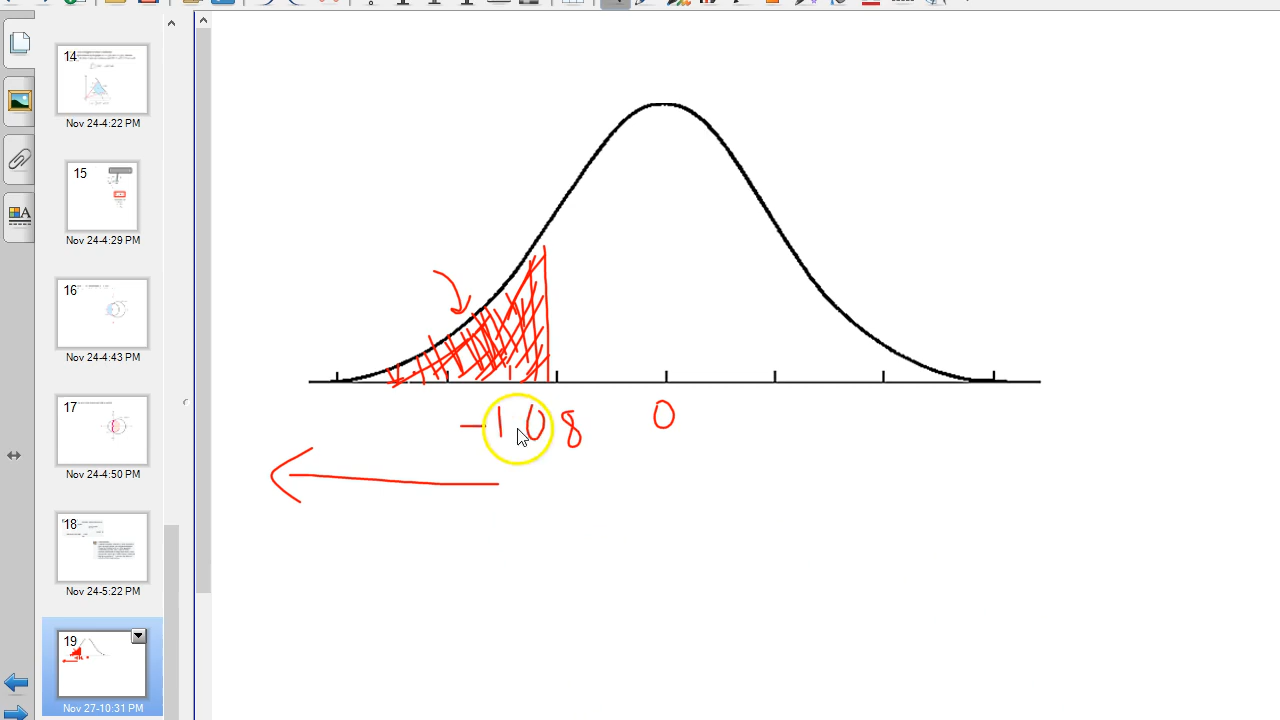 14
Nov 24-4:22 PM
15
Nov 24-4:29 PM
16
Nov 24-4:43 PM
17
Nov 24-4:50 PM
18
Nov 24-5:22 PM
19
Nov 27-10:31 PM
-1.08
0